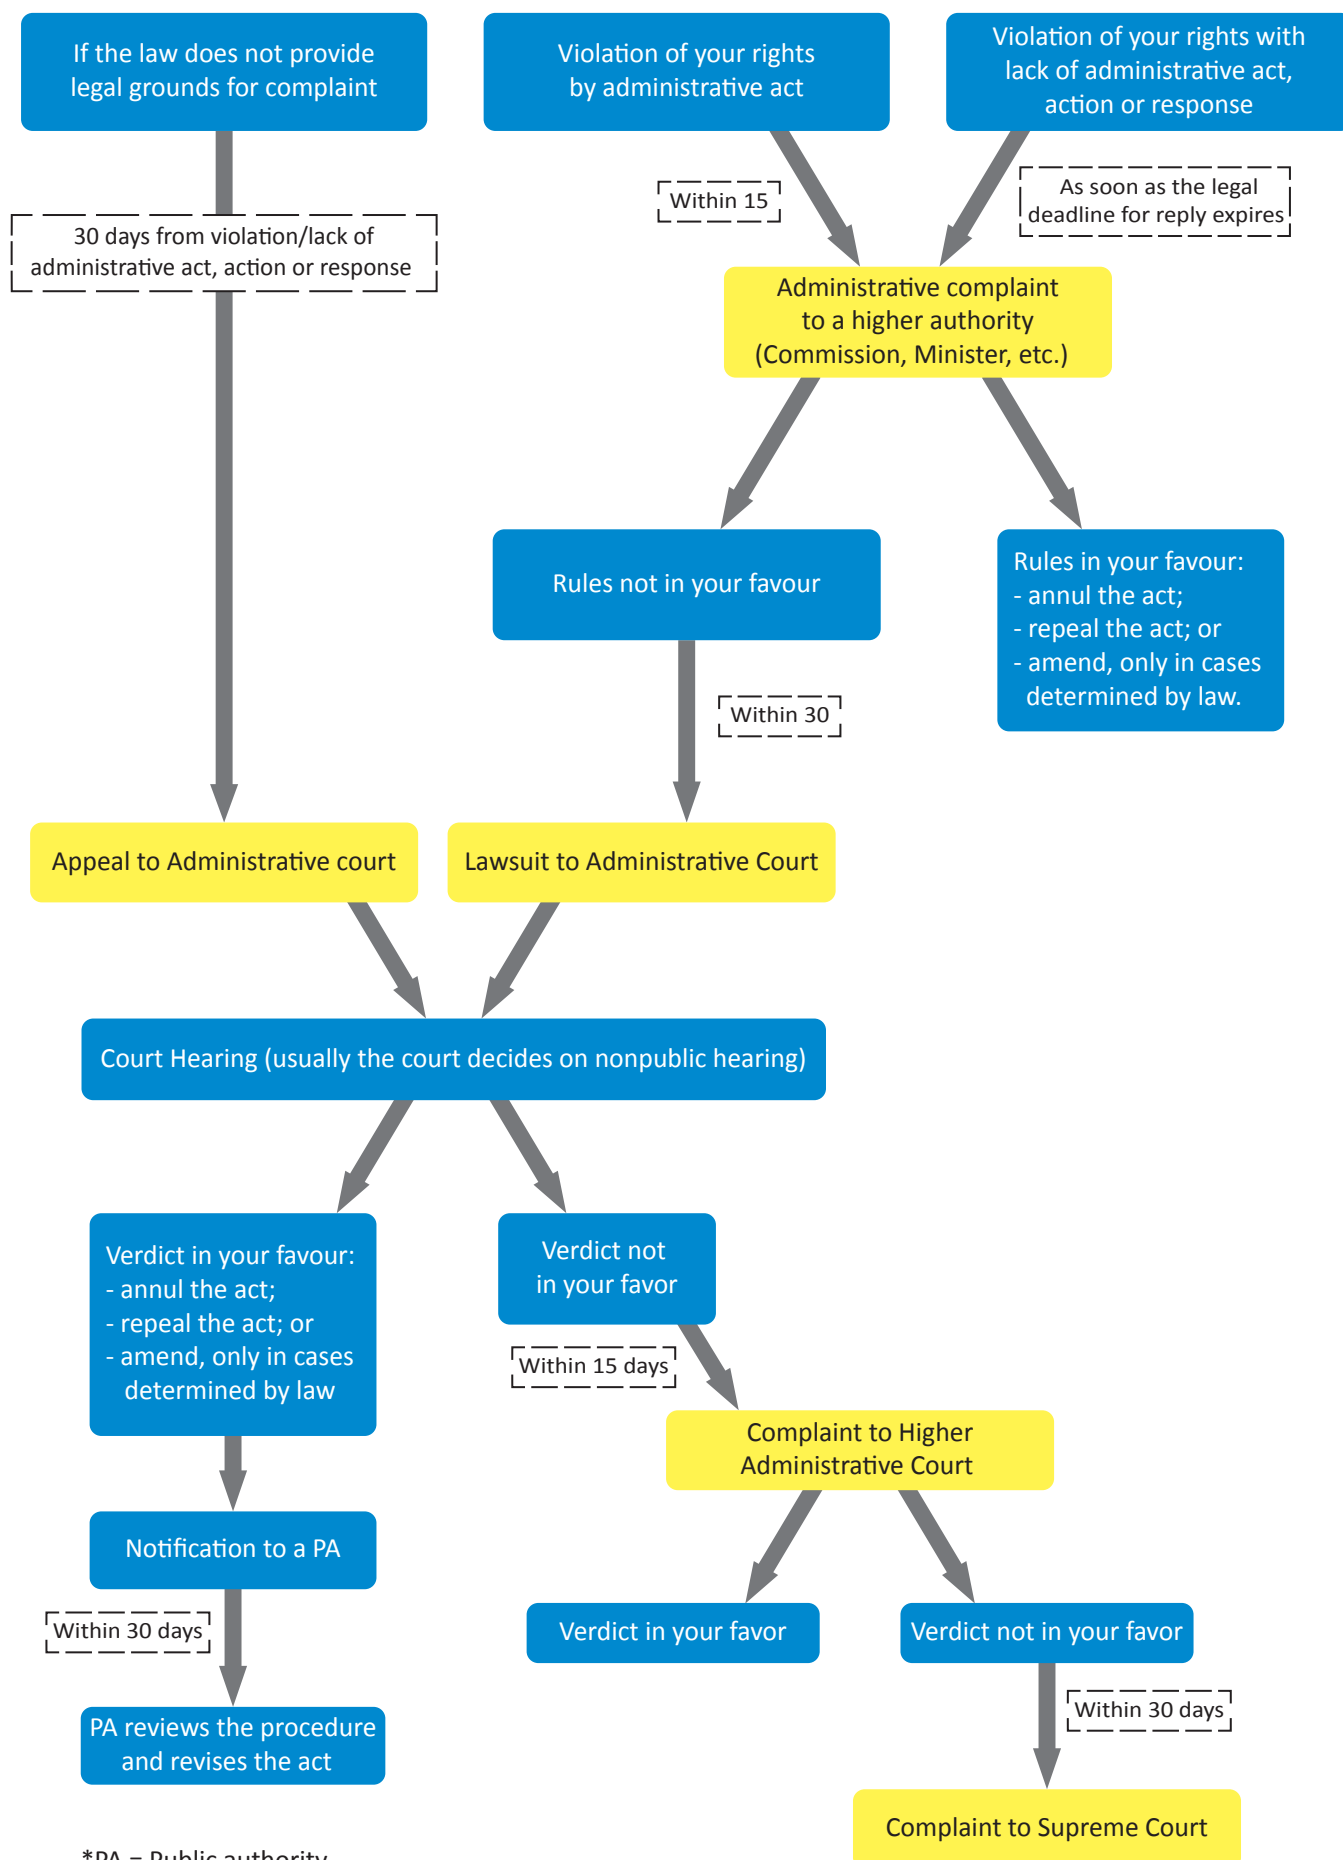 If the law does not provide
legal grounds for complaint
Violation of your rights
by administrative act
Violation of your rights with
lack of administrative act,
action or response
Within 15
As soon as the legal
deadline for reply expires
30 days from violation/lack of
administrative act, action or response
Administrative complaint
to a higher authority
(Commission, Minister, etc.)
Rules not in your favour
Rules in your favour:
- annul the act;
- repeal the act; or
- amend, only in cases
determined by law.
Within 30
Appeal to Administrative court
Lawsuit to Administrative Court
Court Hearing (usually the court decides on nonpublic hearing)
Verdict in your favour:
- annul the act;
- repeal the act; or
- amend, only in cases
determined by law
Verdict not
in your favor
Within 15 days
Complaint to Higher
Administrative Court
Notification to a PA
Within 30 days
Verdict in your favor
Verdict not in your favor
Within 30 days
PA reviews the procedure
and revises the act
Complaint to Supreme Court
*PA = Public authority